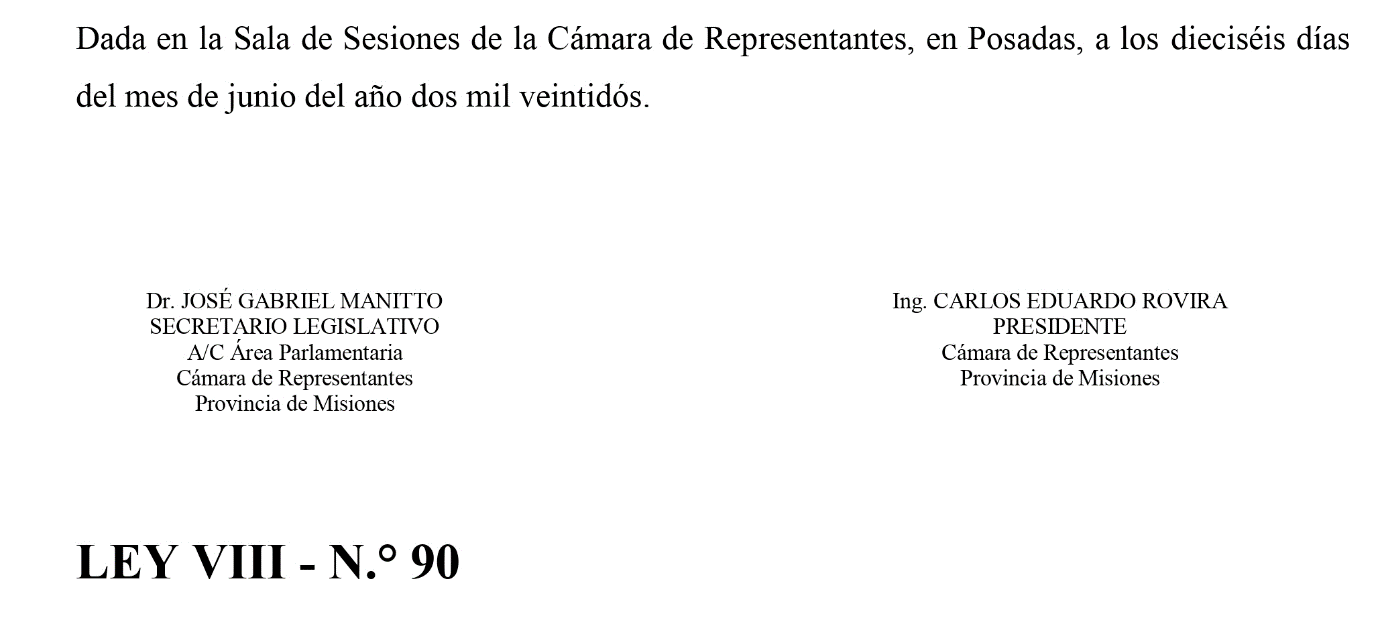 Dada en la Sala de Sesiones de la Cámara de Representantes, en Posadas, a los dieciséis días
del mes de junio del año dos mil veintidós.
Dr. JOSÉ GABRIEL MANITTO
SECRETARIO LEGISLATIVO
A/C Área Parlamentaria
Cámara de Representantes
Provincia de Misiones
Ing. CARLOS EDUARDO ROVIRA
PRESIDENTE
Cámara de Representantes
Provincia de Misiones
LEY VIII - N.° 90